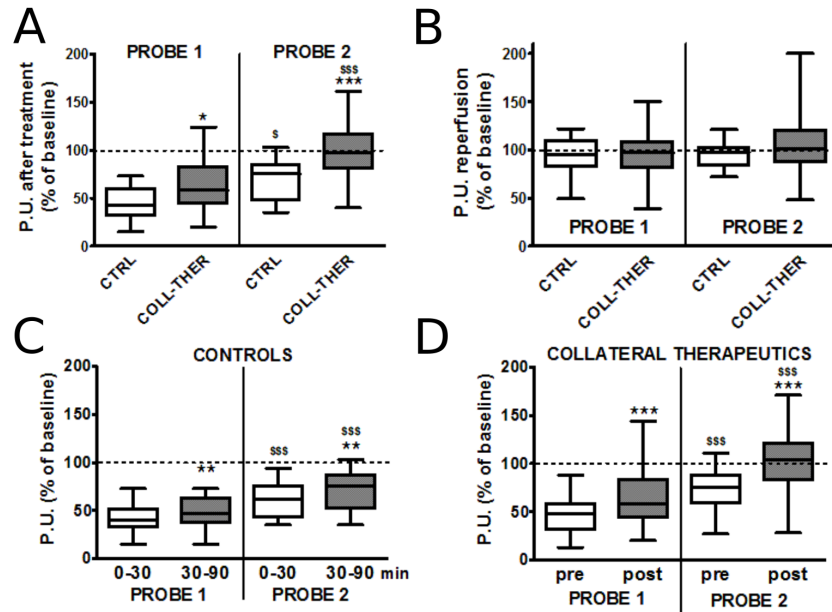 A
PROBE 1 PROBE 2
P.U. after treatment
(% of baseline)
200
150
100
50
0
*
$
$$$
***
CTRL
COLL-THER
CTRL
COLL-THER
B
P.U. reperfusion
(% of baseline)
200
150
100
50
0
PROBE 1 PROBE 2
CTRL
COLL-THER
CTRL
COLL-THER
C
CONTROLS
P.U. (% of baseline)
200
150
100
50
0
**
$$$
$$$
**
0-30 30-90 0-30 30-90 min
PROBE 1 PROBE 2
D
COLLATERAL THERAPEUTICS
P.U. (% of baseline)
200
150
100
50
0
***
$$$
$$$
***
pre post pre post
PROBE 1 PROBE 2